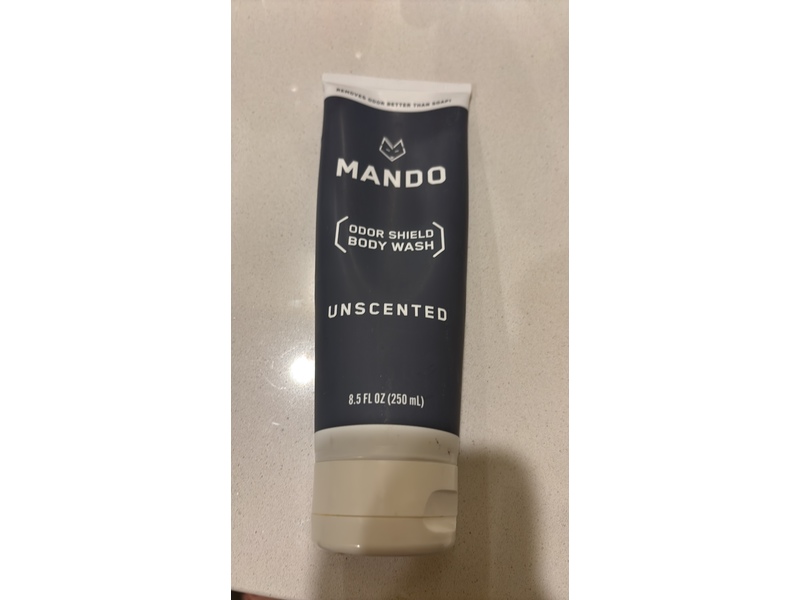 REMOVES ODOR BETTER THAN SOAP!
MANDO
ODOR SHIELD
BODY WASH
UNSCENTED
8.5 FL OZ (250 mL)